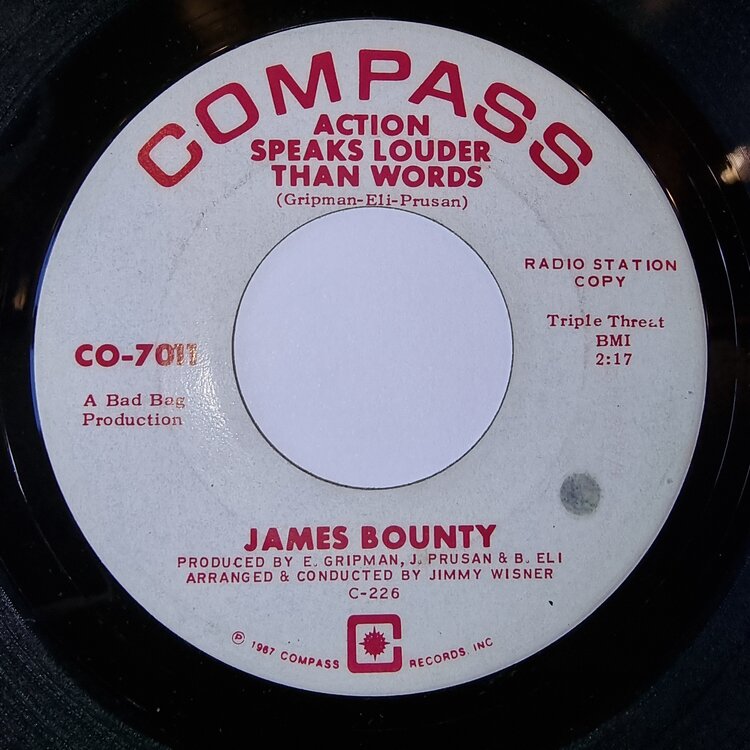 COMPASS
ACTION
SPEAKS LOUDER
THAN WORDS
(Gripman-Eli-Prusan)
RADIO STATION
COPY
Triple Threat
BMI
2:17
CO-7011
A Bad Bag
Production
JAMES BOUNTY
PRODUCED BY E. GRIPMAN, J. PRUSAN & B. ELI
ARRANGED & CONDUCTED BY JIMMY WISNER
C-226
℗ 1967 COMPASS C RECORDS, INC